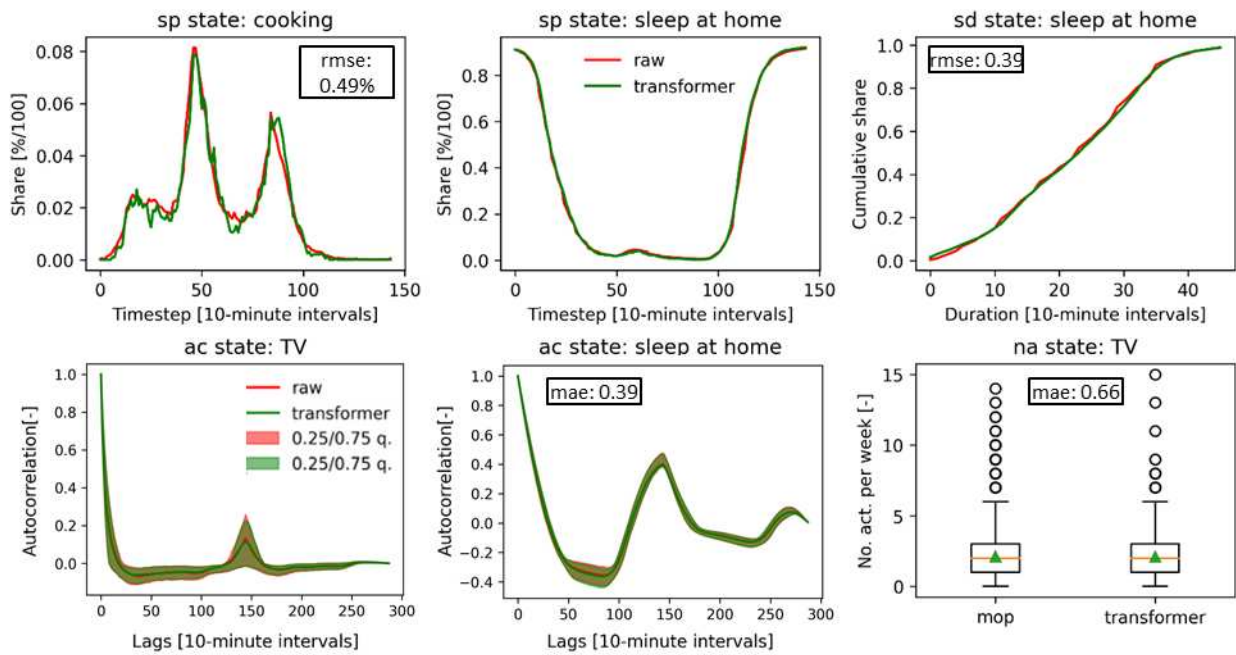 sp state: cooking
0.08
0.06
0.04
0.02
0.00
Share [%/100]
rmse:
0.49%
0
50
100
150
Timestep [10-minute intervals]
sp state: sleep at home
0.8
0.6
0.4
0.2
0.0
Share [%/100]
raw
transformer
0
50
100
150
Timestep [10-minute intervals]
sd state: sleep at home
1.0
0.8
0.6
0.4
0.2
0.0
Cumulative share
rmse: 0.39
0
10
20
30
40
Duration [10-minute intervals]
ac state: TV
1.0
0.8
0.6
0.4
0.2
0.0
Autocorrelation[-]
raw
transformer
0.25/0.75 q.
0.25/0.75 q.
0
50
100
150
200
250
300
Lags [10-minute intervals]
ac state: sleep at home
1.0
0.8
0.6
0.4
0.2
0.0
−0.2
−0.4
Autocorrelation[-]
mae: 0.39
0
50
100
150
200
250
300
Lags [10-minute intervals]
na state: TV
15
10
5
0
No. act. per week [-]
mae: 0.66
mop
transformer